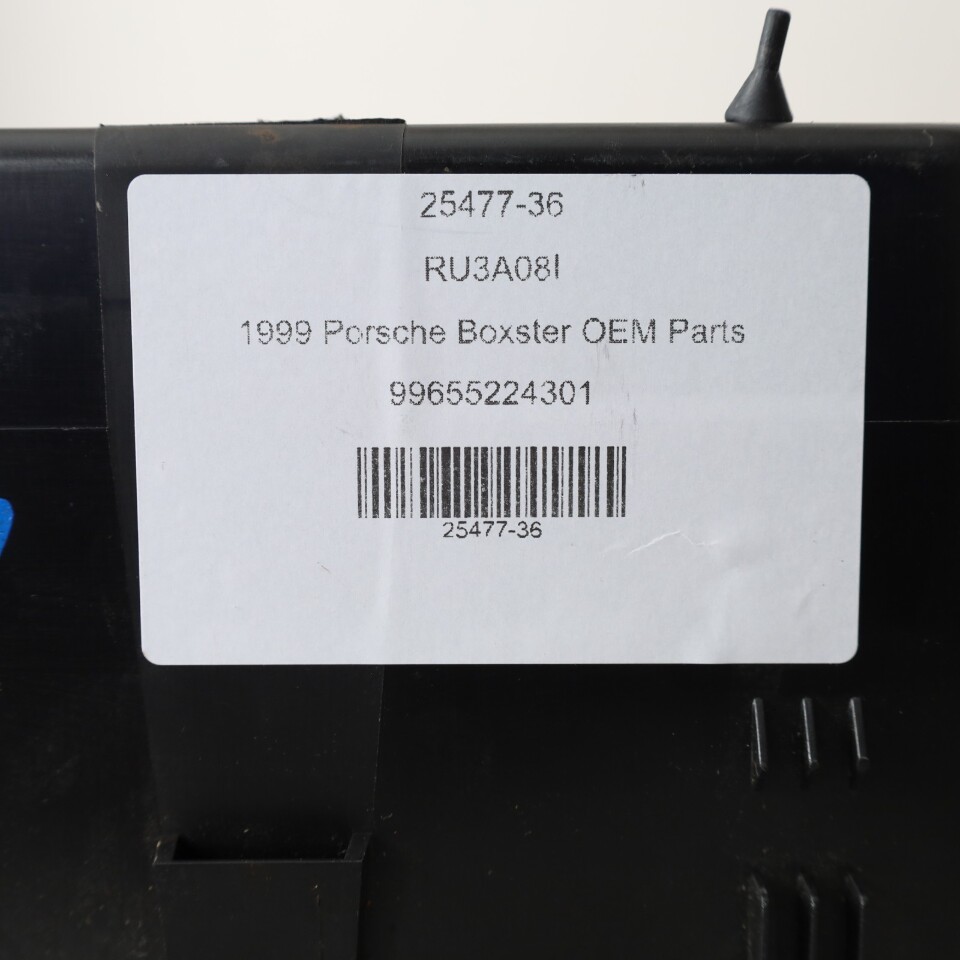 25477-36
RU3A08I
1999 Porsche Boxster OEM Parts
99655224301
25477-36